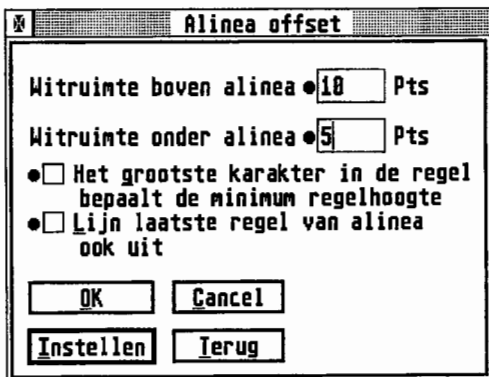 Alinea offset
Witruimte boven alinea 10 Pts
Witruimte onder alinea 5 Pts
Het grootste karakter in de regel
bepaalt de minimum regelhoogte
Lijn laatste regel van alinea
ook uit
OK Cancel
Instellen Terug